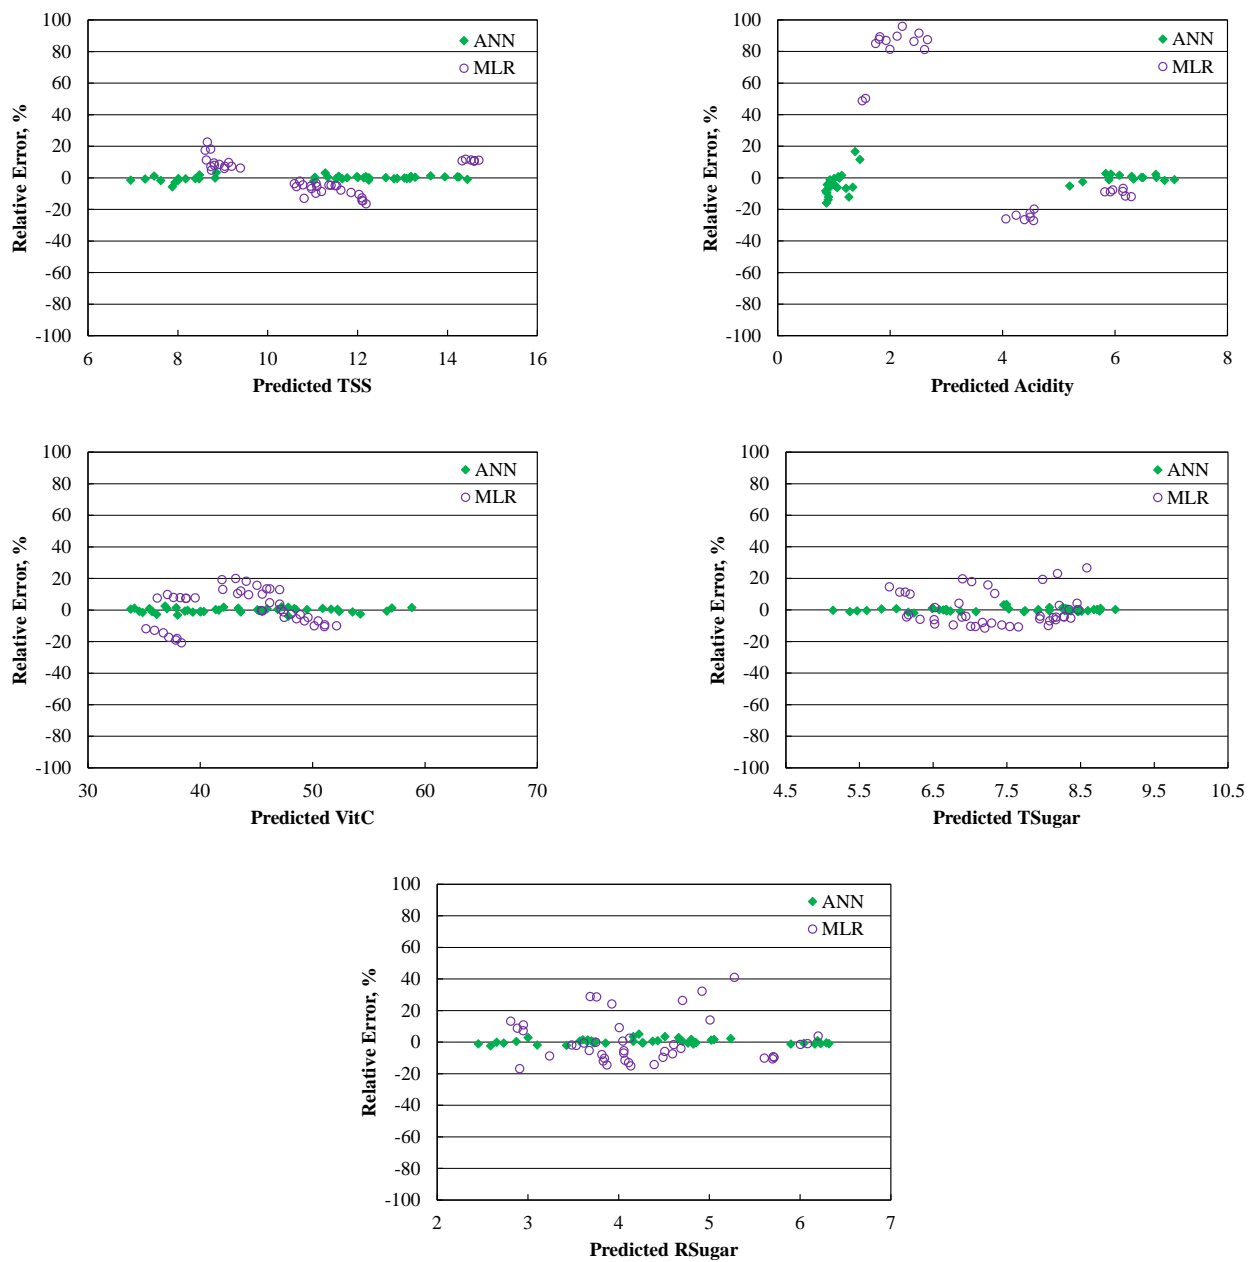 100
80
60
40
20
0
-20
-40
-60
-80
-100
Relative Error, %
ANN
MLR
6 8 10 12 14 16
Predicted TSS
100
80
60
40
20
0
-20
-40
-60
-80
-100
Relative Error, %
ANN
MLR
0 2 4 6 8
Predicted Acidity
100
80
60
40
20
0
-20
-40
-60
-80
-100
Relative Error, %
ANN
MLR
30 40 50 60 70
Predicted VitC
100
80
60
40
20
0
-20
-40
-60
-80
-100
Relative Error, %
ANN
MLR
4.5 5.5 6.5 7.5 8.5 9.5 10.5
Predicted TSugar
100
80
60
40
20
0
-20
-40
-60
-80
-100
Relative Error, %
ANN
MLR
2 3 4 5 6 7
Predicted RSugar